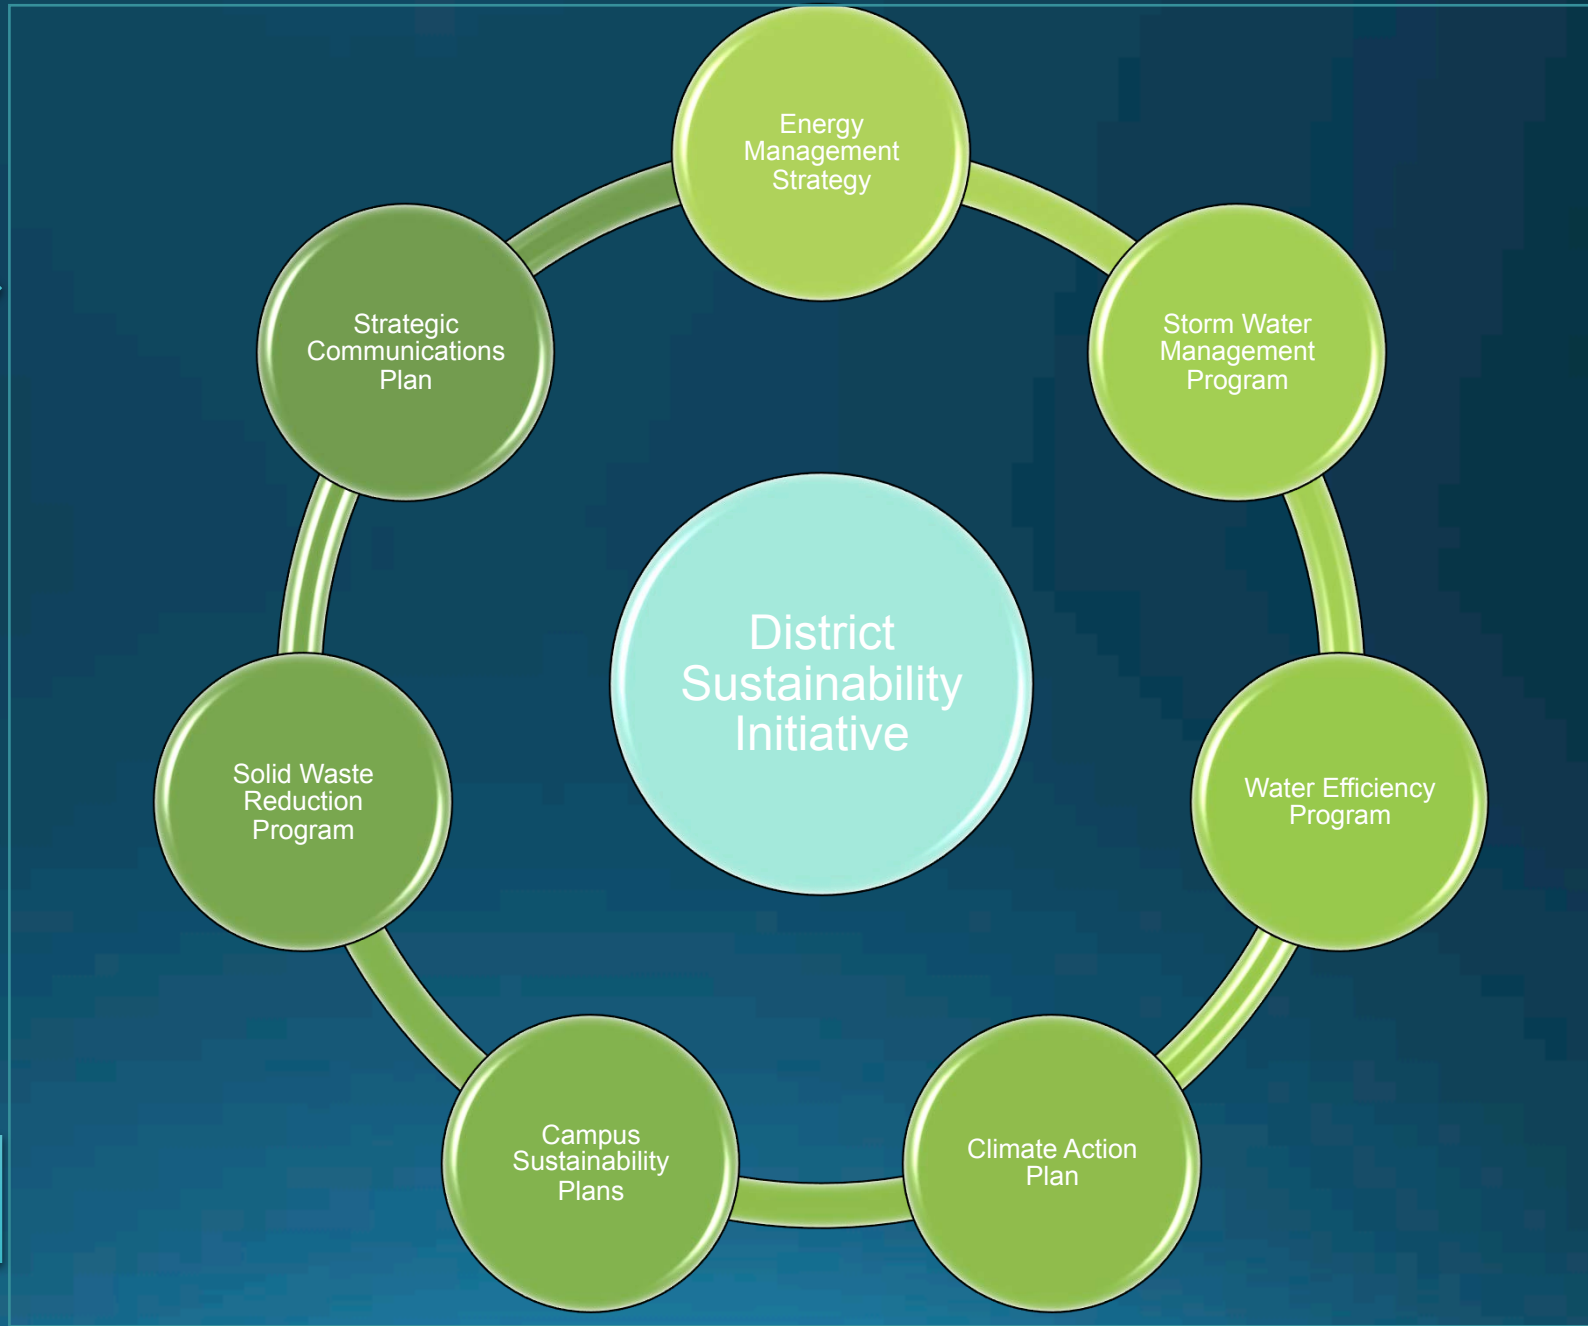 Energy
Management
Strategy
Storm Water
Management
Program
Water Efficiency
Program
Climate Action
Plan
Campus
Sustainability
Plans
Solid Waste
Reduction
Program
Strategic
Communications
Plan
District
Sustainability
Initiative